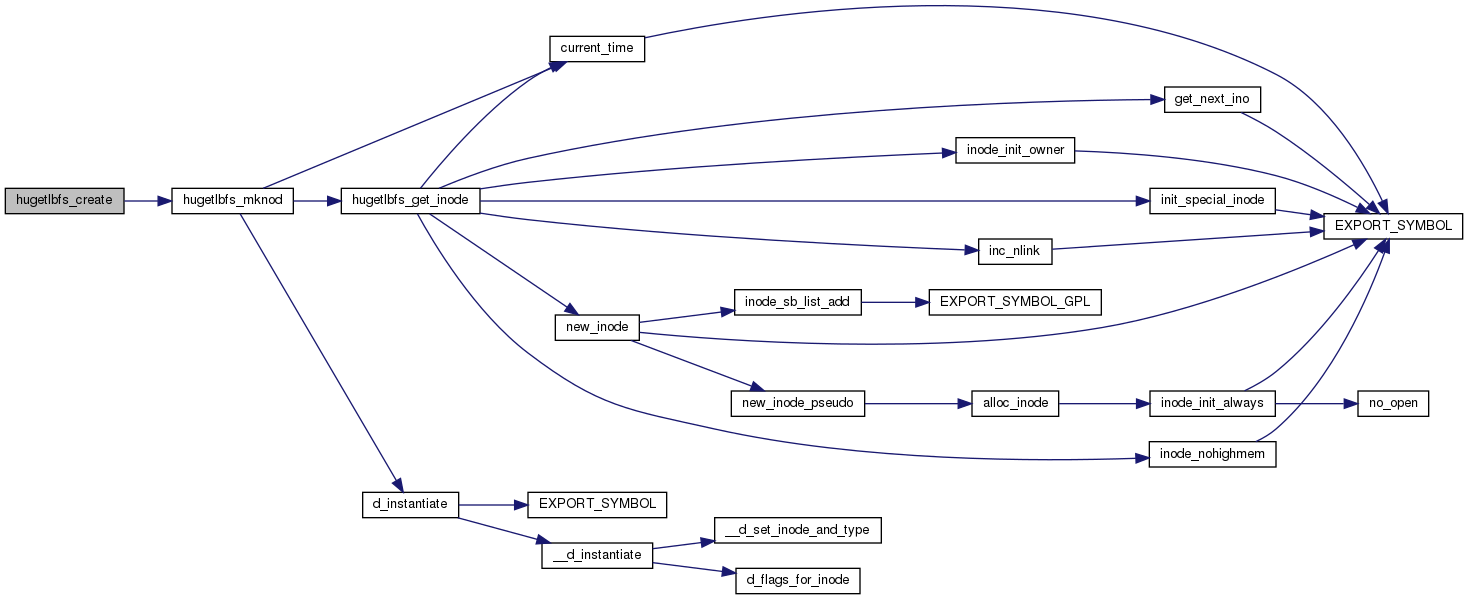 current_time
get_next_ino
inode_init_owner
hugetlbfs_create
hugetlbfs_mknod
hugetlbfs_get_inode
init_special_inode
EXPORT_SYMBOL
inc_nlink
inode_sb_list_add
EXPORT_SYMBOL_GPL
new_inode
new_inode_pseudo
alloc_inode
inode_init_always
no_open
inode_nohighmem
d_instantiate
EXPORT_SYMBOL
__d_set_inode_and_type
__d_instantiate
d_flags_for_inode